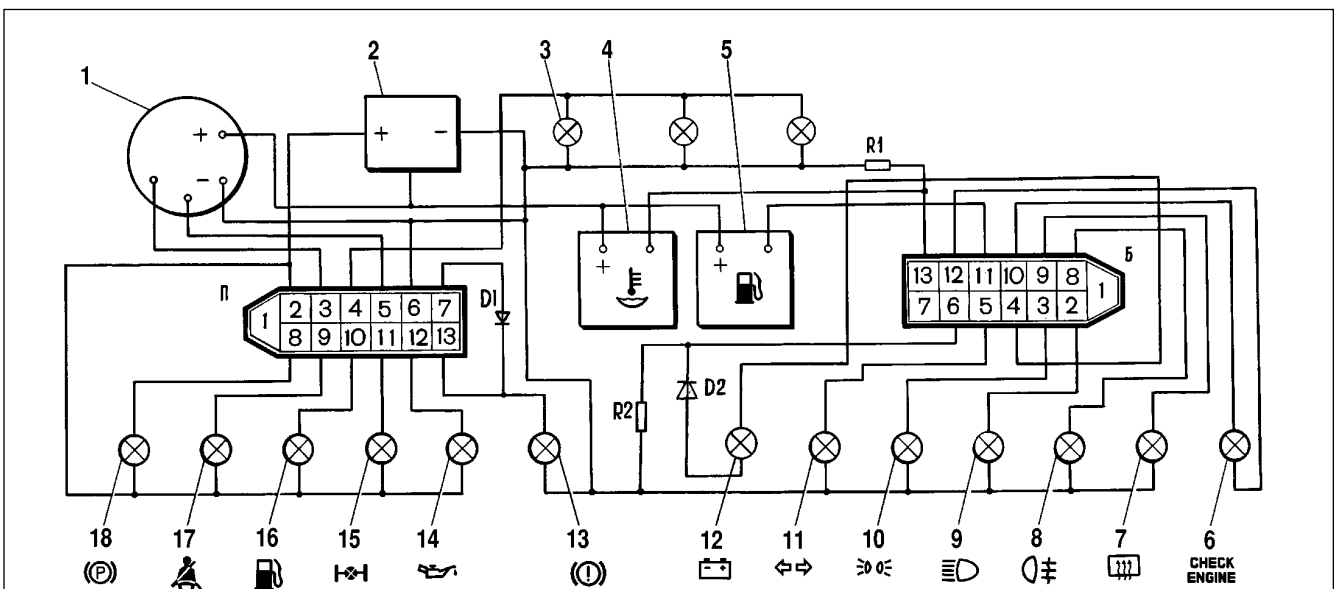 1
2
3
4
5
+
+ -
-
R1
+
+
П
Б
1
2 3 4 5 6 7
8 9 10 11 12 13
D1
13 12 11 10 9 8
7 6 5 4 3 2
1
R2
D2
18 17 16 15 14 13 12 11 10 9 8 7 6
CHECK
ENGINE